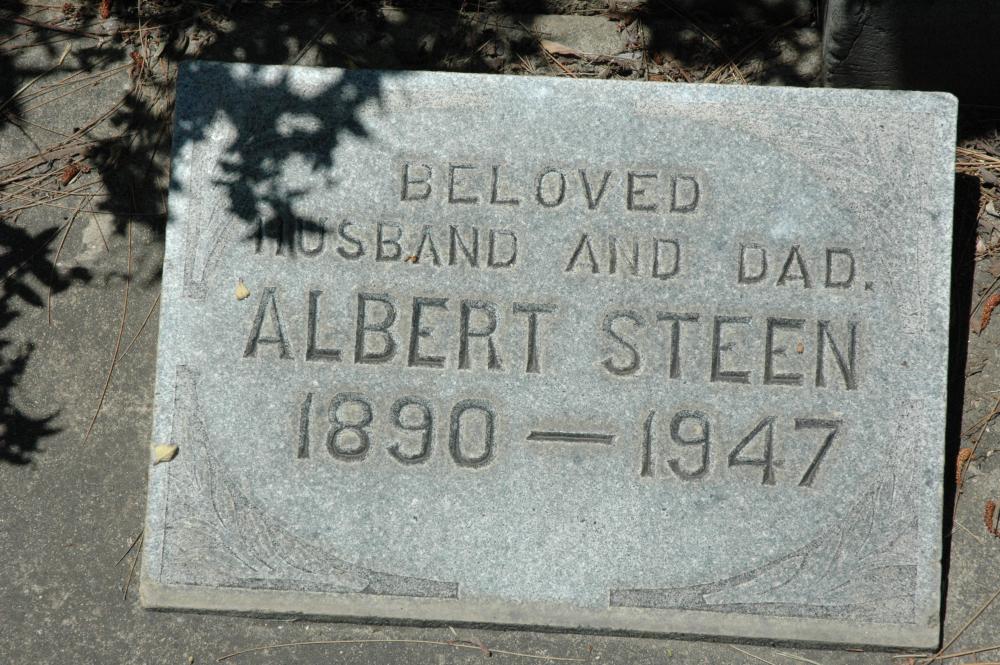 BELOVED
HUSBAND AND DAD.
ALBERT STEEN
1890 — 1947